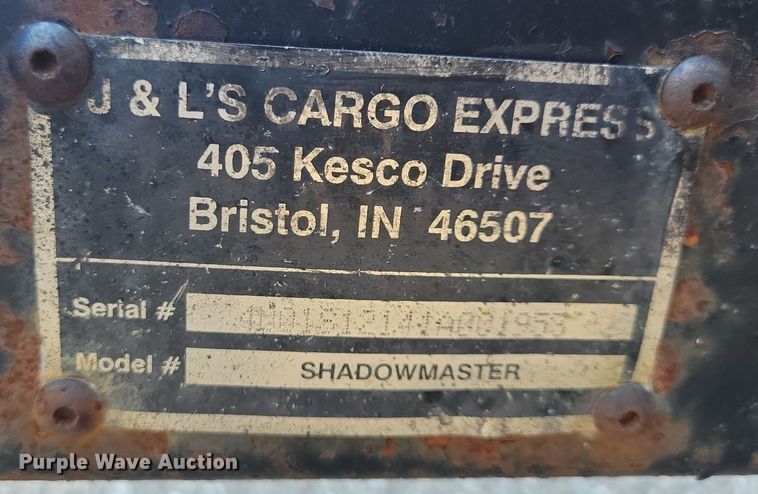 J & L'S CARGO EXPRESS
405 Kesco Drive
Bristol, IN 46507
Serial #
Model # SHADOWMASTER
Purple Wave Auction